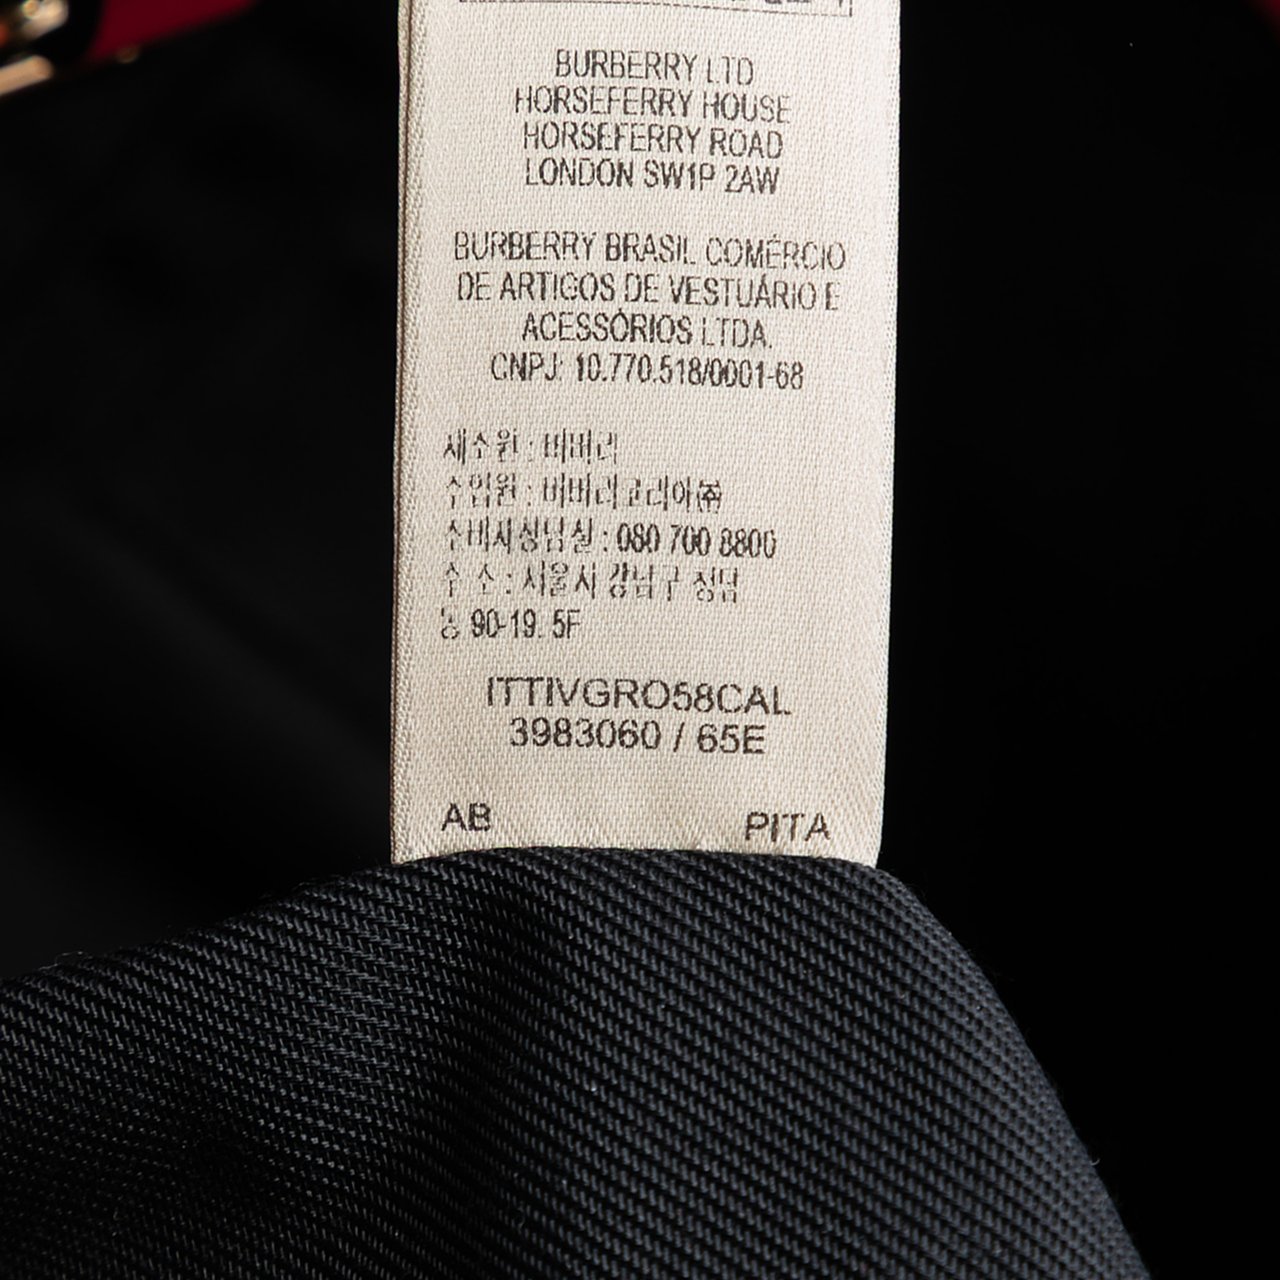 BURBERRY LTD
HORSEFERRY HOUSE
HORSEFERRY ROAD
LONDON SW1P 2AW
BURBERRY BRASIL COMÉRCIO
DE ARTIGOS DE VESTUÁRIO E
ACESSÓRIOS LTDA.
CNPJ: 10.770.518/0001-68
제조원 : 버버리
수입원 : 버버리코리아㈜
소비자상담실 : 080 700 8800
주 소 : 서울시 강남구 청담
동 90-19. 5F
ITTIVGRO58CAL
3983060 / 65E
AB PITA